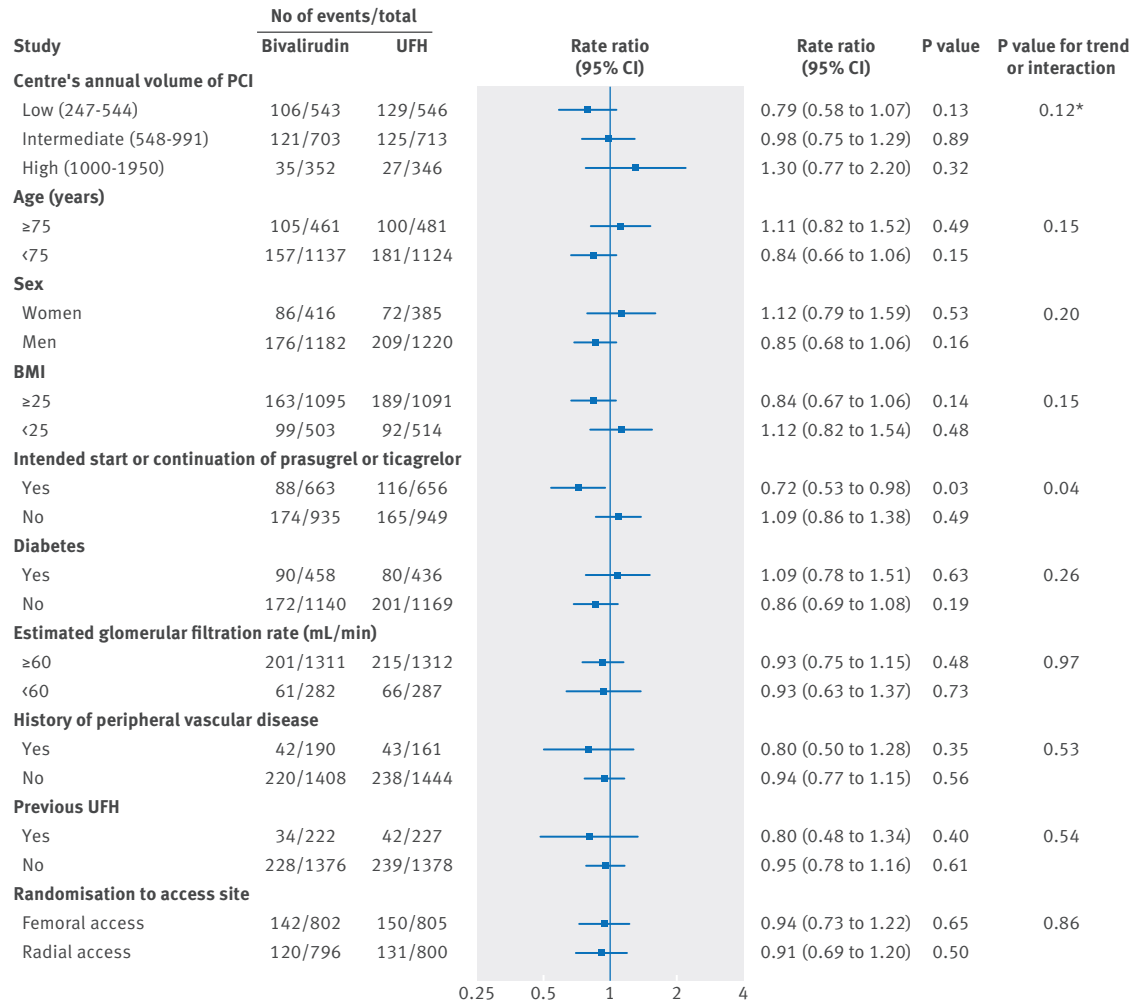 No of events/total
Study Bivalirudin UFH Rate ratio (95% CI) Rate ratio (95% CI) P value P value for trend or interaction
Centre's annual volume of PCI
Low (247-544) 106/543 129/546 0.79 (0.58 to 1.07) 0.13 0.12*
Intermediate (548-991) 121/703 125/713 0.98 (0.75 to 1.29) 0.89
High (1000-1950) 35/352 27/346 1.30 (0.77 to 2.20) 0.32
Age (years)
≥75 105/461 100/481 1.11 (0.82 to 1.52) 0.49 0.15
<75 157/1137 181/1124 0.84 (0.66 to 1.06) 0.15
Sex
Women 86/416 72/385 1.12 (0.79 to 1.59) 0.53 0.20
Men 176/1182 209/1220 0.85 (0.68 to 1.06) 0.16
BMI
≥25 163/1095 189/1091 0.84 (0.67 to 1.06) 0.14 0.15
<25 99/503 92/514 1.12 (0.82 to 1.54) 0.48
Intended start or continuation of prasugrel or ticagrelor
Yes 88/663 116/656 0.72 (0.53 to 0.98) 0.03 0.04
No 174/935 165/949 1.09 (0.86 to 1.38) 0.49
Diabetes
Yes 90/458 80/436 1.09 (0.78 to 1.51) 0.63 0.26
No 172/1140 201/1169 0.86 (0.69 to 1.08) 0.19
Estimated glomerular filtration rate (mL/min)
≥60 201/1311 215/1312 0.93 (0.75 to 1.15) 0.48 0.97
<60 61/282 66/287 0.93 (0.63 to 1.37) 0.73
History of peripheral vascular disease
Yes 42/190 43/161 0.80 (0.50 to 1.28) 0.35 0.53
No 220/1408 238/1444 0.94 (0.77 to 1.15) 0.56
Previous UFH
Yes 34/222 42/227 0.80 (0.48 to 1.34) 0.40 0.54
No 228/1376 239/1378 0.95 (0.78 to 1.16) 0.61
Randomisation to access site
Femoral access 142/802 150/805 0.94 (0.73 to 1.22) 0.65 0.86
Radial access 120/796 131/800 0.91 (0.69 to 1.20) 0.50
0.25 0.5 1 2 4